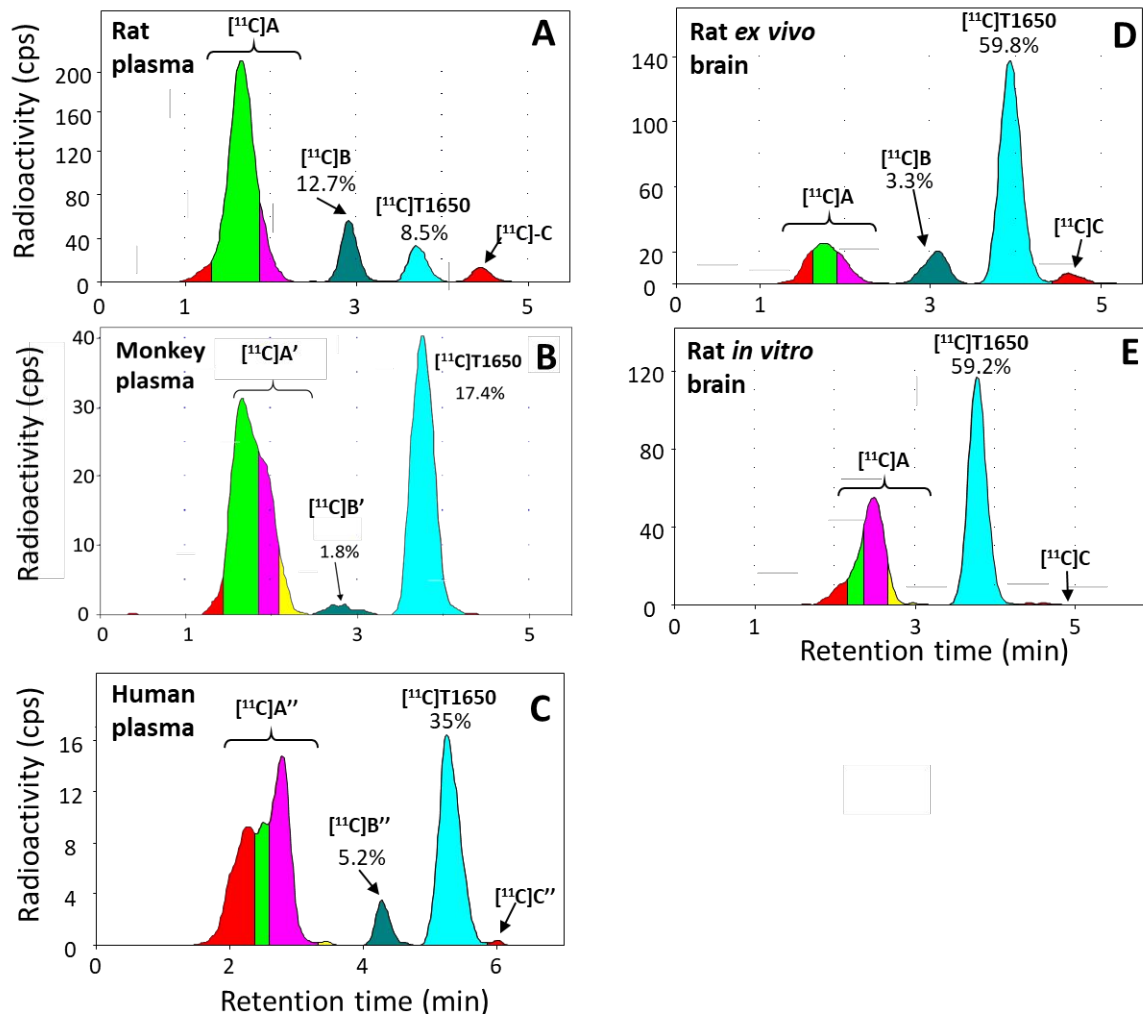 Rat
plasma
A
[¹¹C]A
[¹¹C]B
12.7%
[¹¹C]T1650
8.5%
[¹¹C]-C
Radioactivity (cps)
200
160
120
80
40
0
1
3
5
Monkey
plasma
B
[¹¹C]A′
[¹¹C]B′
1.8%
[¹¹C]T1650
17.4%
Radioactivity (cps)
40
30
20
10
0
1
3
5
Human
plasma
C
[¹¹C]A′′
[¹¹C]B′′
5.2%
[¹¹C]T1650
35%
[¹¹C]C′′
Radioactivity (cps)
16
12
8
4
0
0
2
4
6
Retention time (min)
Rat ex vivo
brain
D
[¹¹C]A
[¹¹C]B
3.3%
[¹¹C]T1650
59.8%
[¹¹C]C
140
100
60
20
0
0
1
3
5
Rat in vitro
brain
E
[¹¹C]A
[¹¹C]T1650
59.2%
[¹¹C]C
120
80
40
0
0
1
3
5
Retention time (min)